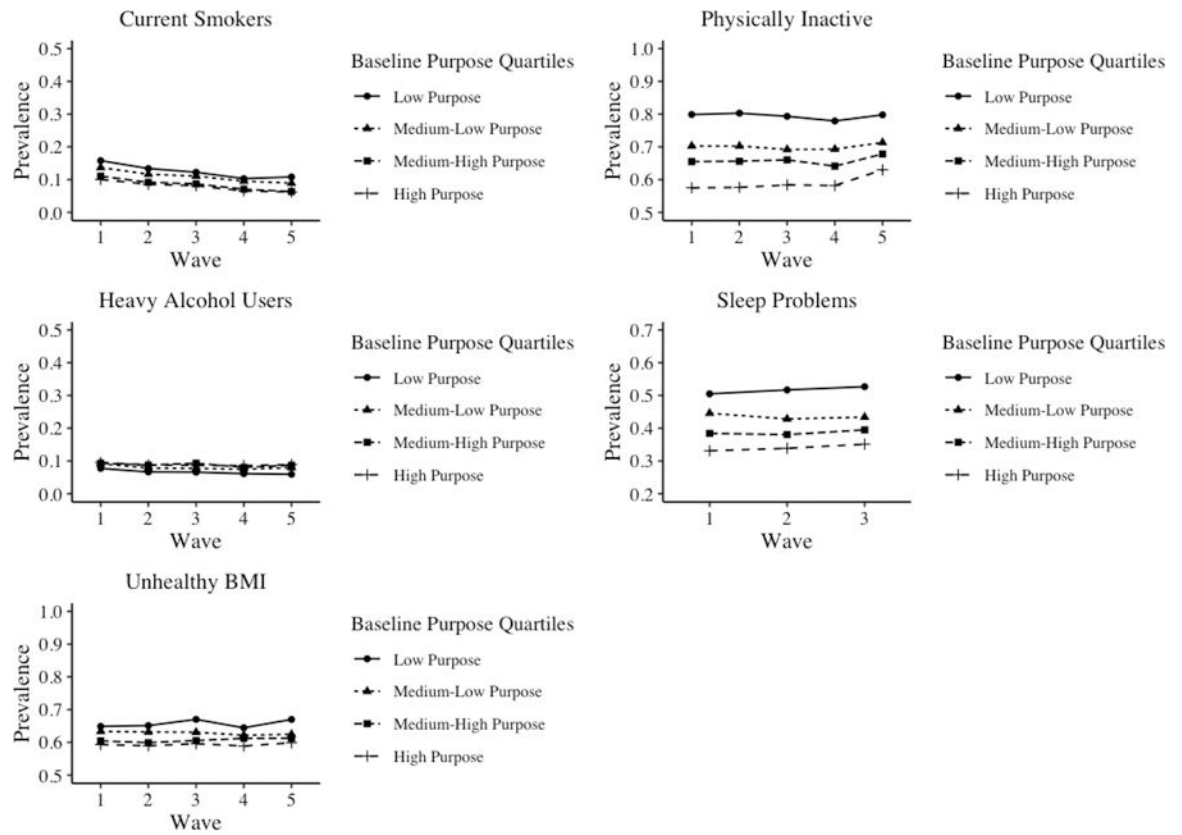 Current Smokers
Prevalence
0.5
0.4
0.3
0.2
0.1
0.0
1 2 3 4 5
Wave
Baseline Purpose Quartiles
Low Purpose
Medium-Low Purpose
Medium-High Purpose
High Purpose
Physically Inactive
Prevalence
1.0
0.9
0.8
0.7
0.6
0.5
1 2 3 4 5
Wave
Baseline Purpose Quartiles
Low Purpose
Medium-Low Purpose
Medium-High Purpose
High Purpose
Heavy Alcohol Users
Prevalence
0.5
0.4
0.3
0.2
0.1
0.0
1 2 3 4 5
Wave
Baseline Purpose Quartiles
Low Purpose
Medium-Low Purpose
Medium-High Purpose
High Purpose
Sleep Problems
Prevalence
0.7
0.6
0.5
0.4
0.3
0.2
1 2 3
Wave
Baseline Purpose Quartiles
Low Purpose
Medium-Low Purpose
Medium-High Purpose
High Purpose
Unhealthy BMI
Prevalence
1.0
0.9
0.8
0.7
0.6
0.5
1 2 3 4 5
Wave
Baseline Purpose Quartiles
Low Purpose
Medium-Low Purpose
Medium-High Purpose
High Purpose